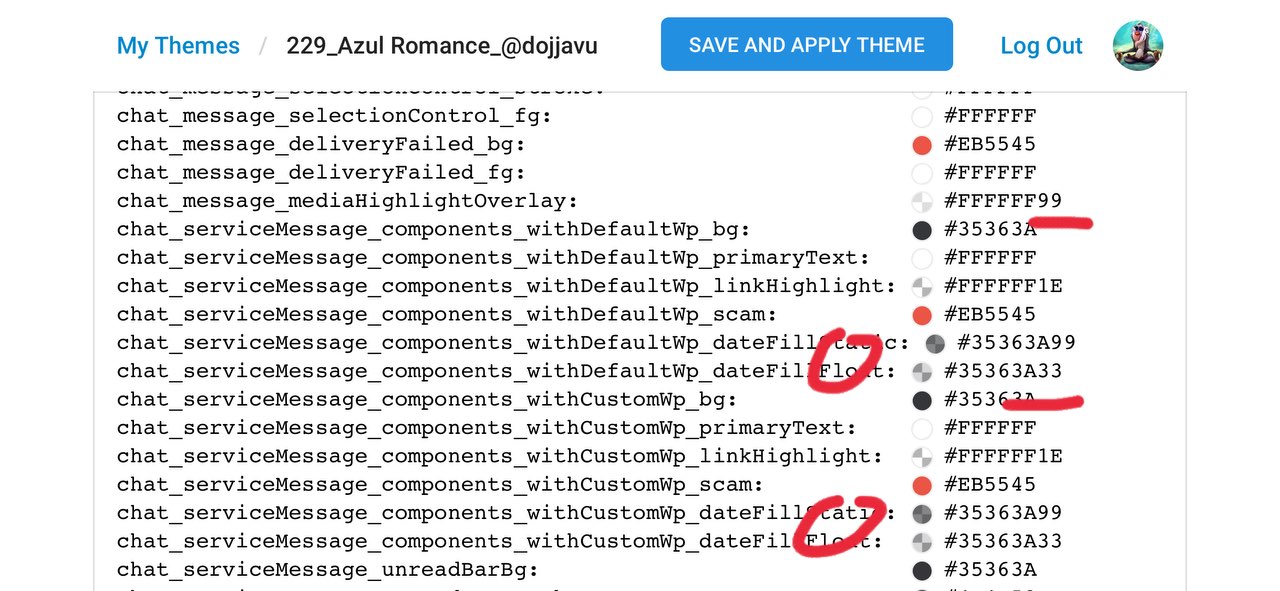 My Themes / 229_Azul Romance_@dojjavu SAVE AND APPLY THEME Log Out
chat_message_selectionControl_fg: #FFFFFF
chat_message_deliveryFailed_bg: #EB5545
chat_message_deliveryFailed_fg: #FFFFFF
chat_message_mediaHighlightOverlay: #FFFFFF99
chat_serviceMessage_components_withDefaultWp_bg: #35363A
chat_serviceMessage_components_withDefaultWp_primaryText: #FFFFFF
chat_serviceMessage_components_withDefaultWp_linkHighlight: #FFFFFF1E
chat_serviceMessage_components_withDefaultWp_scam: #EB5545
chat_serviceMessage_components_withDefaultWp_dateFillStatic: #35363A99
chat_serviceMessage_components_withDefaultWp_dateFillFloat: #35363A33
chat_serviceMessage_components_withCustomWp_bg: #35363A
chat_serviceMessage_components_withCustomWp_primaryText: #FFFFFF
chat_serviceMessage_components_withCustomWp_linkHighlight: #FFFFFF1E
chat_serviceMessage_components_withCustomWp_scam: #EB5545
chat_serviceMessage_components_withCustomWp_dateFillStatic: #35363A99
chat_serviceMessage_components_withCustomWp_dateFillFloat: #35363A33
chat_serviceMessage_unreadBarBg: #35363A